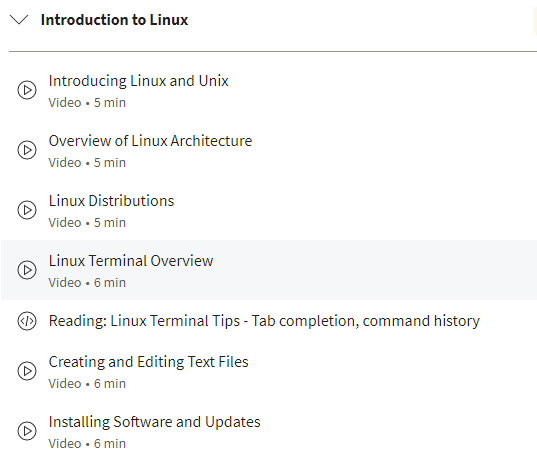 Introduction to Linux
Introducing Linux and Unix
Video • 5 min
Overview of Linux Architecture
Video • 5 min
Linux Distributions
Video • 5 min
Linux Terminal Overview
Video • 6 min
Reading: Linux Terminal Tips - Tab completion, command history
Creating and Editing Text Files
Video • 6 min
Installing Software and Updates
Video • 6 min